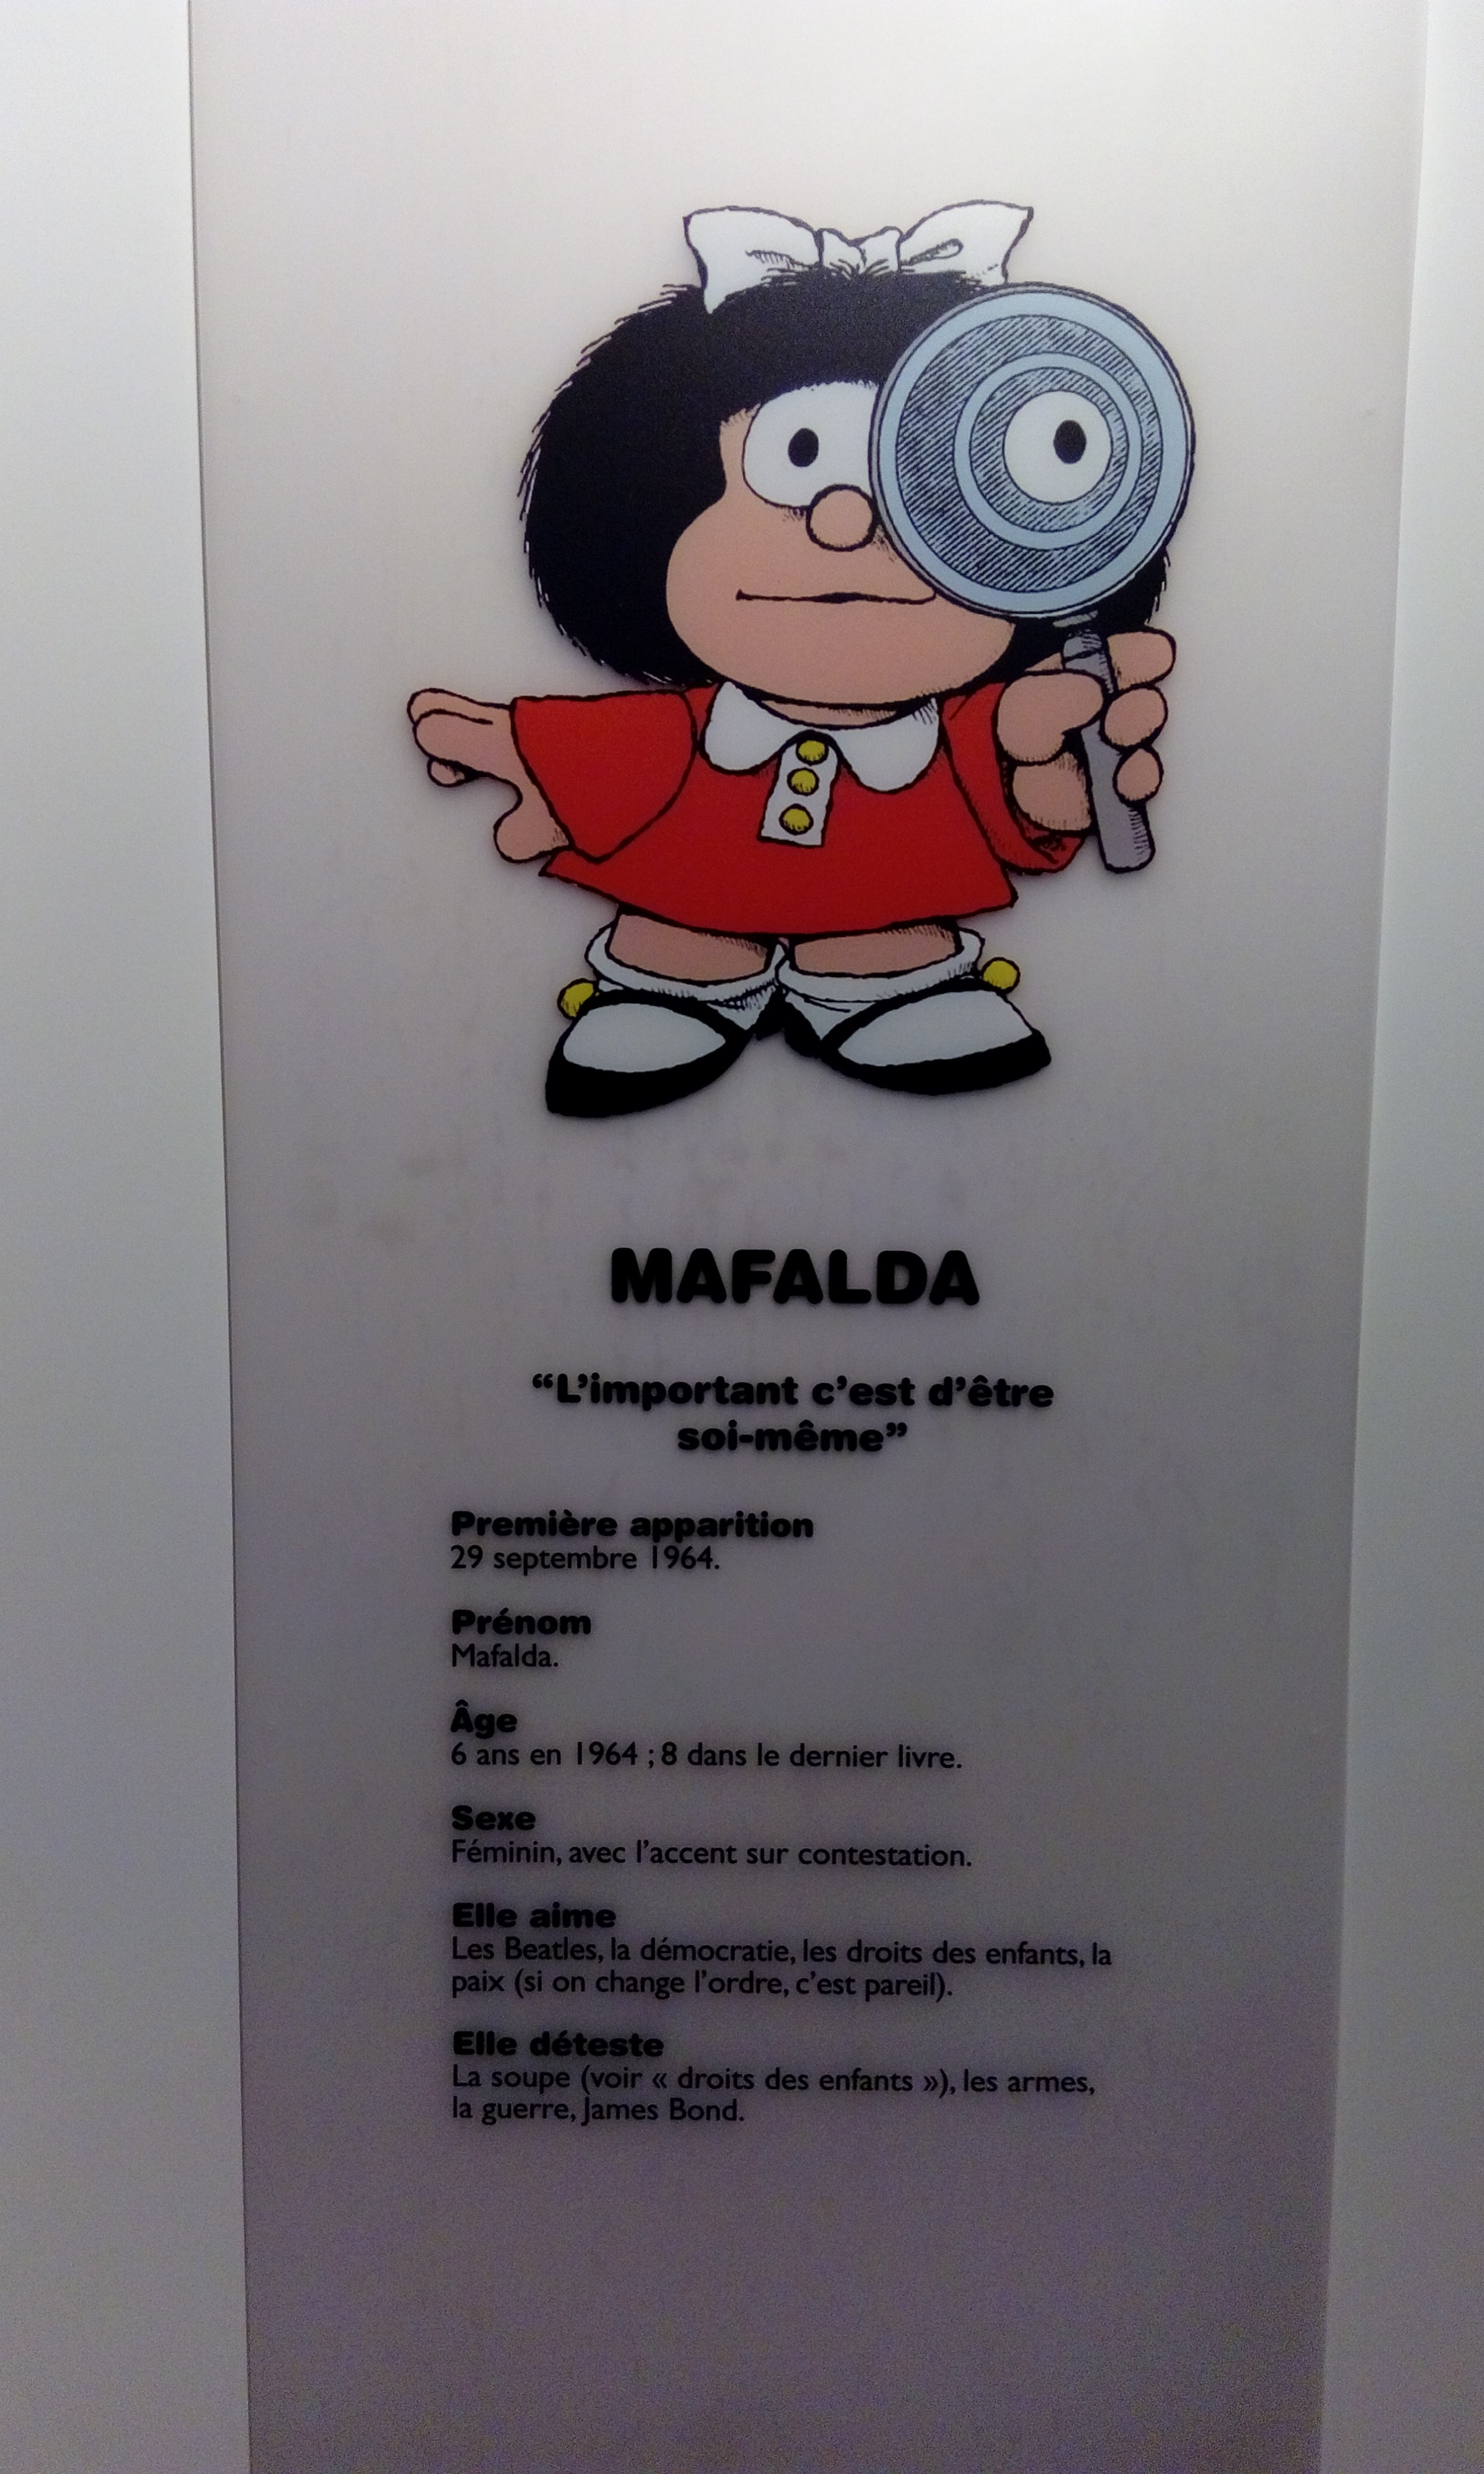 MAFALDA
“L’important c’est d’être
soi-même”
Première apparition
29 septembre 1964.
Prénom
Mafalda.
Âge
6 ans en 1964 ; 8 dans le dernier livre.
Sexe
Féminin, avec l’accent sur contestation.
Elle aime
Les Beatles, la démocratie, les droits des enfants, la
paix (si on change l’ordre, c’est pareil).
Elle déteste
La soupe (voir « droits des enfants »), les armes,
la guerre, James Bond.